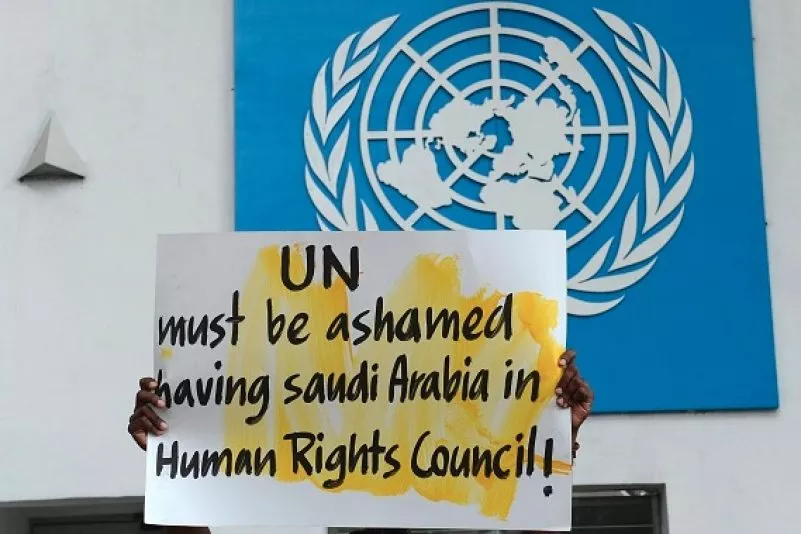 UN
must be ashamed
having saudi Arabia in
Human Rights Council!